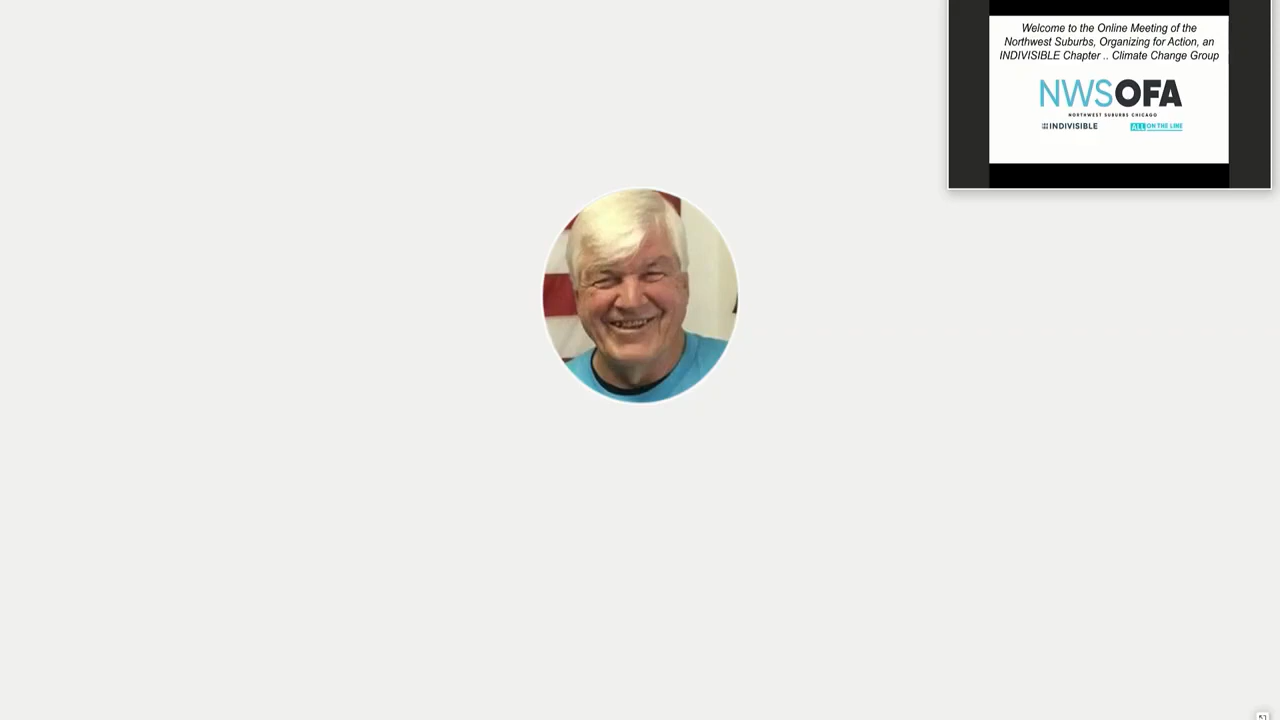 Welcome to the Online Meeting of the
Northwest Suburbs, Organizing for Action, an
INDIVISIBLE Chapter .. Climate Change Group
NWSOFA
NORTHWEST SUBURBS CHICAGO
INDIVISIBLE
ALL ON THE LINE